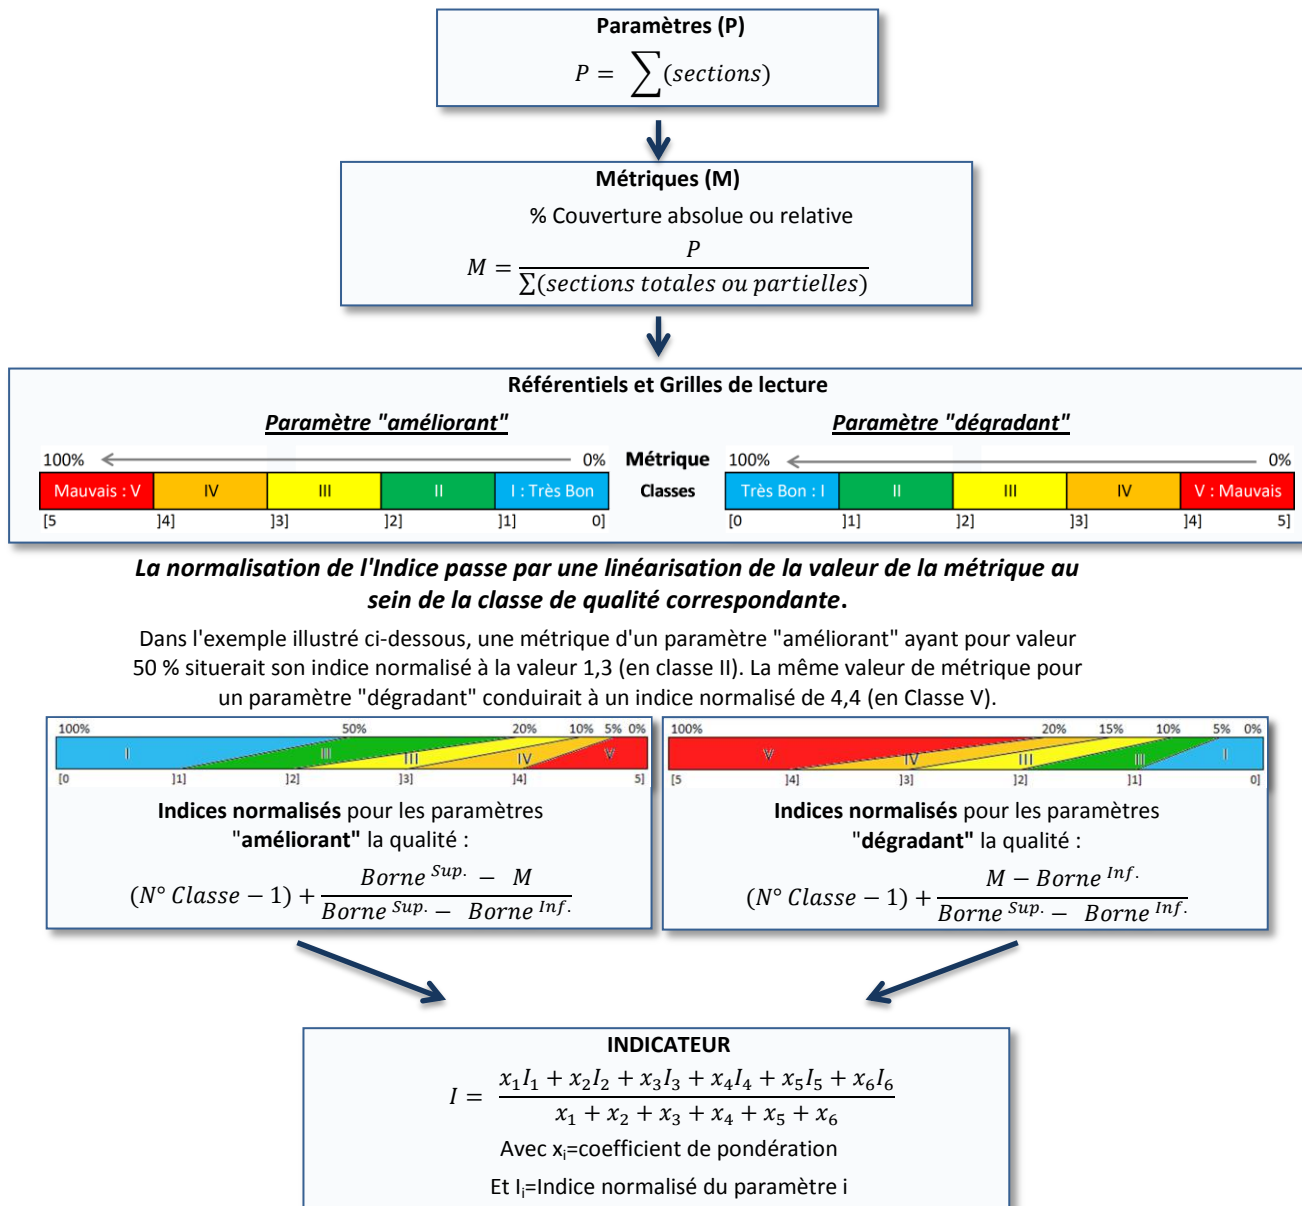 Paramètres (P)
P = ∑(sections)
Métriques (M)
% Couverture absolue ou relative
M = P / ∑(sections totales ou partielles)
Référentiels et Grilles de lecture
Paramètre "améliorant" Paramètre "dégradant"
100% 0% Métrique 100% 0%
Mauvais : V IV III II I : Très Bon Classes Très Bon : I II III IV V : Mauvais
[5 ]4] ]3] ]2] ]1] 0] [0 ]1] ]2] ]3] ]4] 5]
La normalisation de l'Indice passe par une linéarisation de la valeur de la métrique au
sein de la classe de qualité correspondante.
Dans l'exemple illustré ci-dessous, une métrique d'un paramètre "améliorant" ayant pour valeur
50 % situerait son indice normalisé à la valeur 1,3 (en classe II). La même valeur de métrique pour
un paramètre "dégradant" conduirait à un indice normalisé de 4,4 (en Classe V).
100% 50% 20% 10% 5% 0%
I III III IV V
[0 ]1] ]2] ]3] ]4] 5]
Indices normalisés pour les paramètres
"améliorant" la qualité :
(N° Classe − 1) + (Borne Sup. − M) / (Borne Sup. − Borne Inf.)
100% 20% 15% 10% 5% 0%
V IV III III I
[5 ]4] ]3] ]2] ]1] 0]
Indices normalisés pour les paramètres
"dégradant" la qualité :
(N° Classe − 1) + (M − Borne Inf.) / (Borne Sup. − Borne Inf.)
INDICATEUR
I = (x₁I₁ + x₂I₂ + x₃I₃ + x₄I₄ + x₅I₅ + x₆I₆) / (x₁ + x₂ + x₃ + x₄ + x₅ + x₆)
Avec xᵢ=coefficient de pondération
Et Iᵢ=Indice normalisé du paramètre i